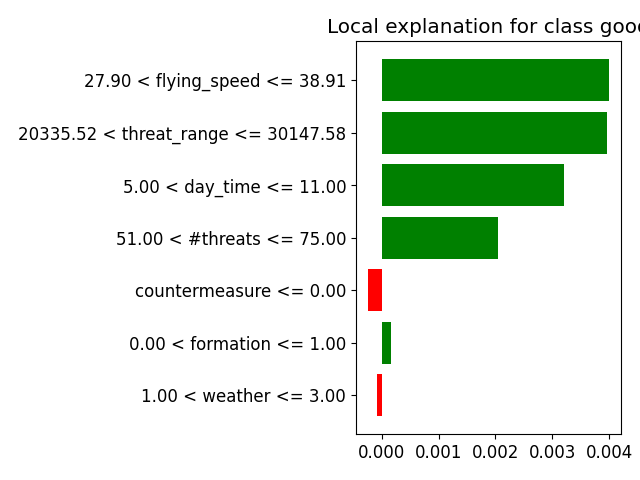 Local explanation for class good
27.90 < flying_speed <= 38.91
20335.52 < threat_range <= 30147.58
5.00 < day_time <= 11.00
51.00 < #threats <= 75.00
countermeasure <= 0.00
0.00 < formation <= 1.00
1.00 < weather <= 3.00
0.000 0.001 0.002 0.003 0.004